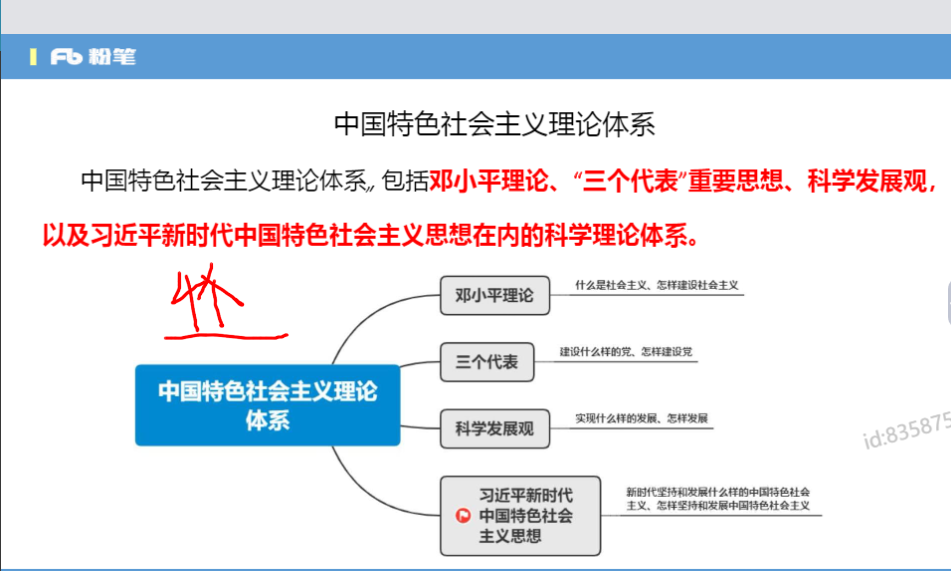 Fb 粉笔
中国特色社会主义理论体系
中国特色社会主义理论体系,, 包括邓小平理论、“三个代表”重要思想、科学发展观，
以及习近平新时代中国特色社会主义思想在内的科学理论体系。
4个
邓小平理论
什么是社会主义、怎样建设社会主义
三个代表
建设什么样的党、怎样建设党
中国特色社会主义理论
体系
科学发展观
实现什么样的发展、怎样发展
id:835875
习近平新时代
中国特色社会
主义思想
新时代坚持和发展什么样的中国特色社会
主义、怎样坚持和发展中国特色社会主义